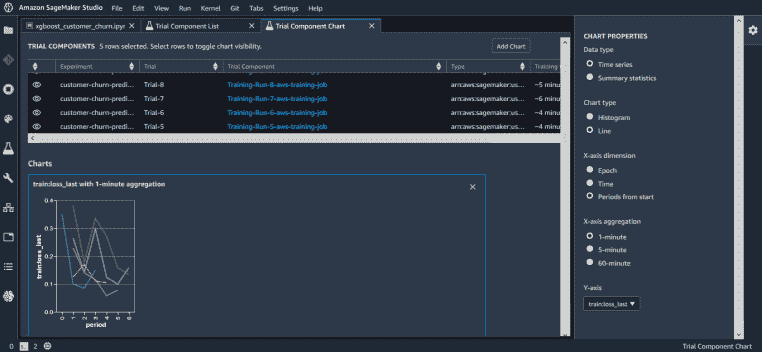 Amazon SageMaker Studio File Edit View Run Kernel Git Tabs Settings Help
xgboost_customer_churn.ipyn Trial Component List Trial Component Chart
TRIAL COMPONENTS 5 rows selected. Select rows to toggle chart visibility. Add Chart
Experiment Trial Trial Component Type Training
customer-churn-predi... Trial-8 Training-Run-8-aws-training-job arn:aws:sagemaker:us... ~5 minu
customer-churn-predi... Trial-7 Training-Run-7-aws-training-job arn:aws:sagemaker:us... ~6 minu
customer-churn-predi... Trial-6 Training-Run-6-aws-training-job arn:aws:sagemaker:us... ~4 minu
customer-churn-predi... Trial-5 Training-Run-5-aws-training-job arn:aws:sagemaker:us... ~4 minu
Charts
train:loss_last with 1-minute aggregation
0.4
0.3
0.2
0.1
0.0
train:loss_last
0 1 2 3 4 5 6
period
CHART PROPERTIES
Data type
Time series
Summary statistics
Chart type
Histogram
Line
X-axis dimension
Epoch
Time
Periods from start
X-axis aggregation
1-minute
5-minute
60-minute
Y-axis
train:loss_last
0 2 Trial Component Chart